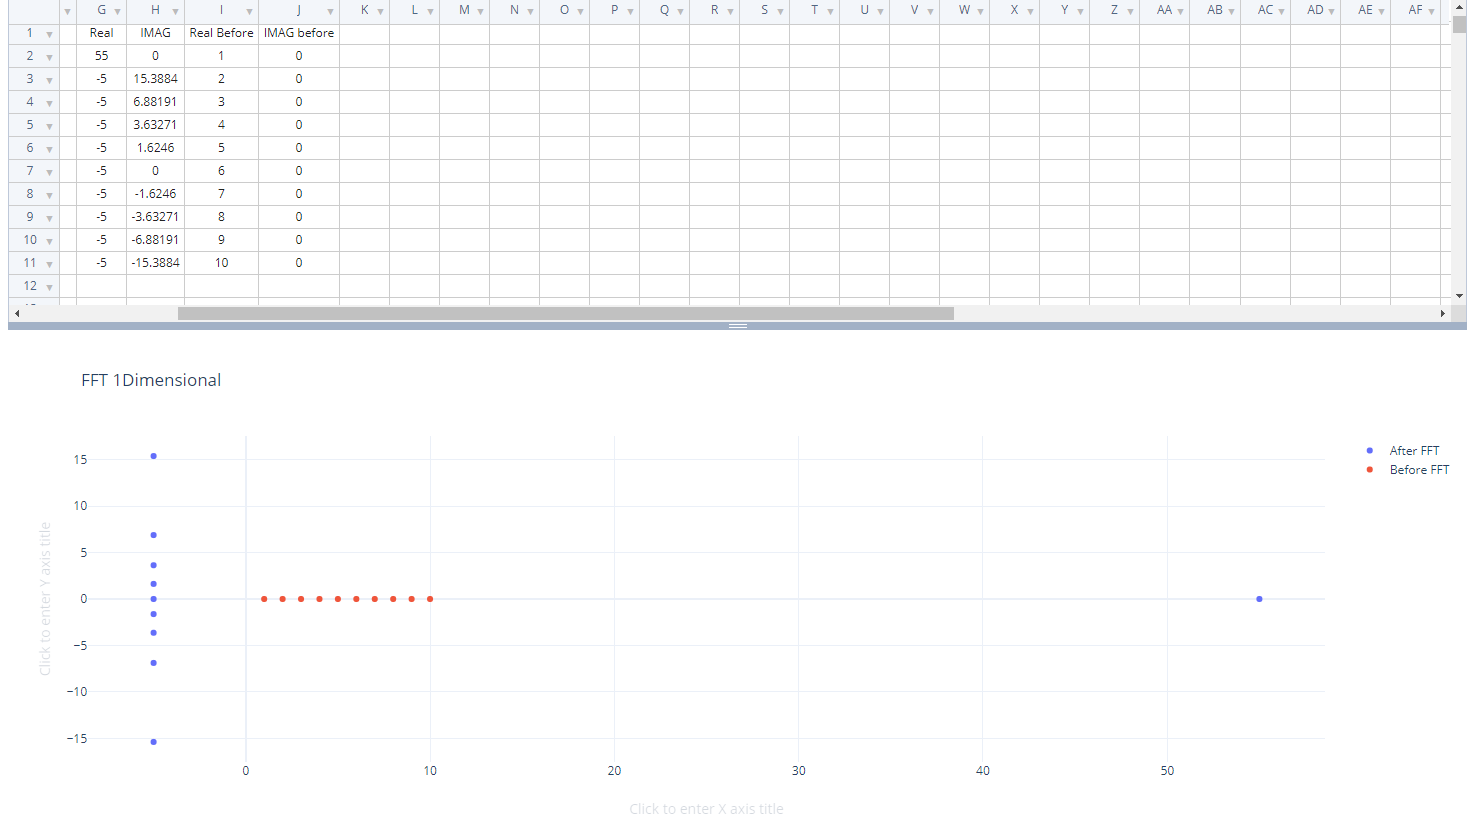 G H I J K L M N O P Q R S T U V W X Y Z AA AB AC AD AE AF
1 Real IMAG Real Before IMAG before
2 55 0 1 0
3 -5 15.3884 2 0
4 -5 6.88191 3 0
5 -5 3.63271 4 0
6 -5 1.6246 5 0
7 -5 0 6 0
8 -5 -1.6246 7 0
9 -5 -3.63271 8 0
10 -5 -6.88191 9 0
11 -5 -15.3884 10 0
12
FFT 1Dimensional
After FFT
Before FFT
Click to enter Y axis title
15
10
5
0
−5
−10
−15
0 10 20 30 40 50
Click to enter X axis title